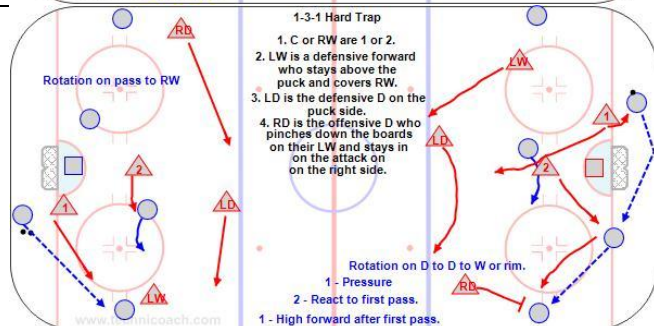 1-3-1 Hard Trap
RD
1. C or RW are 1 or 2.
2. LW is a defensive forward
who stays above the
puck and covers RW.
3. LD is the defensive D on the
puck side.
4. RD is the offensive D who
pinches down the boards
on their LW and stays in
on the attack on
on the right side.
LW
Rotation on pass to RW
1
LD
2
2
1
LD
LW
Rotation on D to D to W or rim.
1 - Pressure
RD
2 - React to first pass.
1 - High forward after first pass.
www.technicoach.com